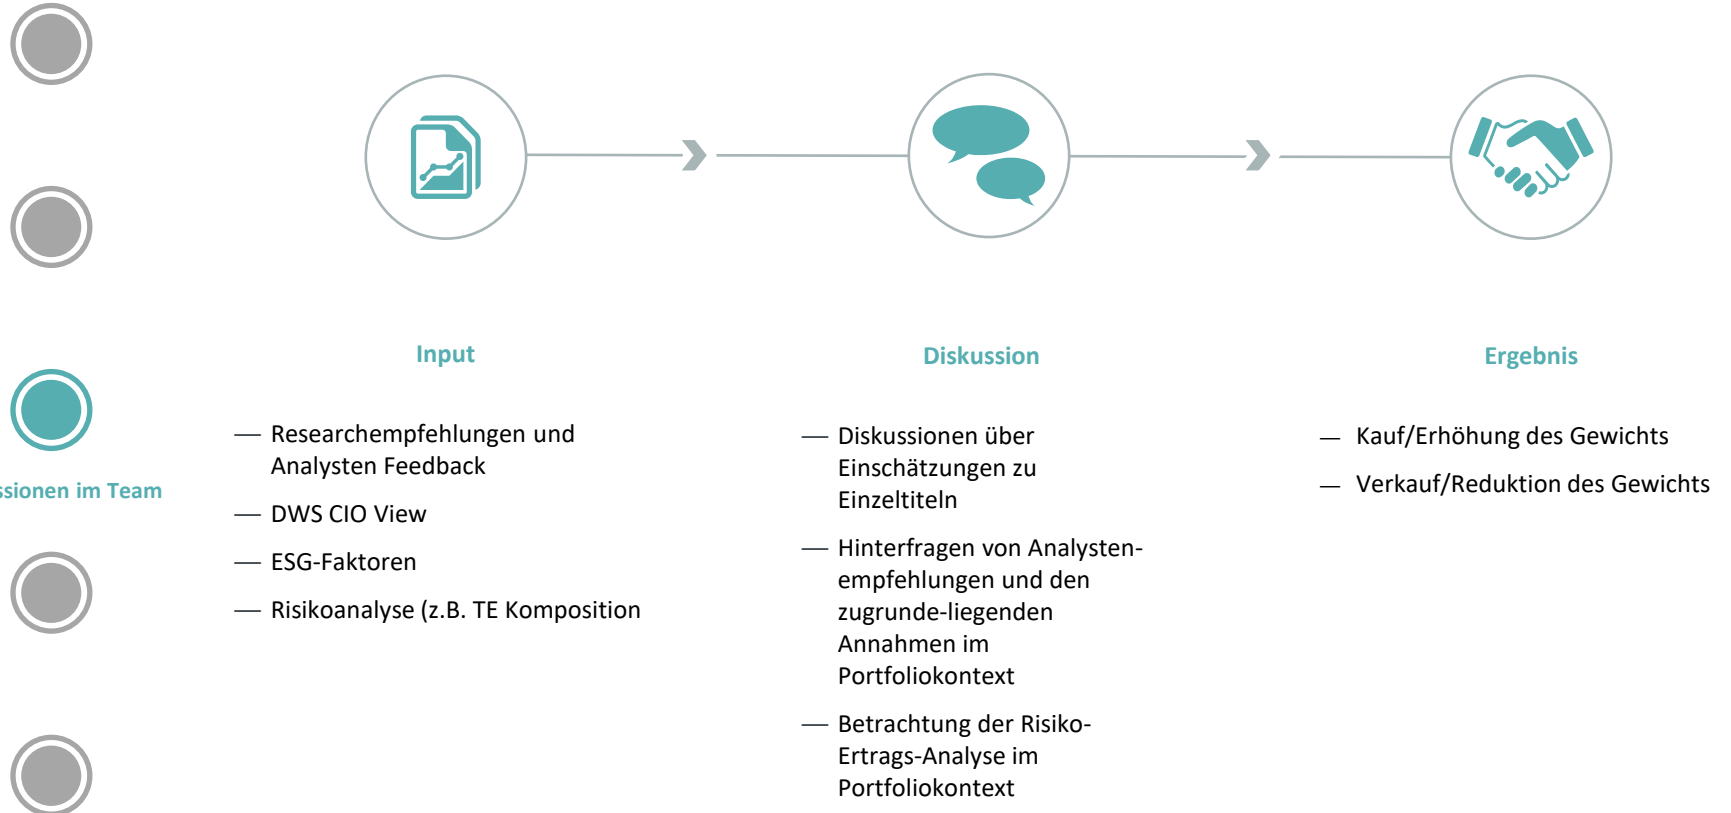 ssionen im Team
Input
— Researchempfehlungen und
Analysten Feedback
— DWS CIO View
— ESG-Faktoren
— Risikoanalyse (z.B. TE Komposition
Diskussion
— Diskussionen über
Einschätzungen zu
Einzeltiteln
— Hinterfragen von Analysten-
empfehlungen und den
zugrunde-liegenden
Annahmen im
Portfoliokontext
— Betrachtung der Risiko-
Ertrags-Analyse im
Portfoliokontext
Ergebnis
— Kauf/Erhöhung des Gewichts
— Verkauf/Reduktion des Gewichts